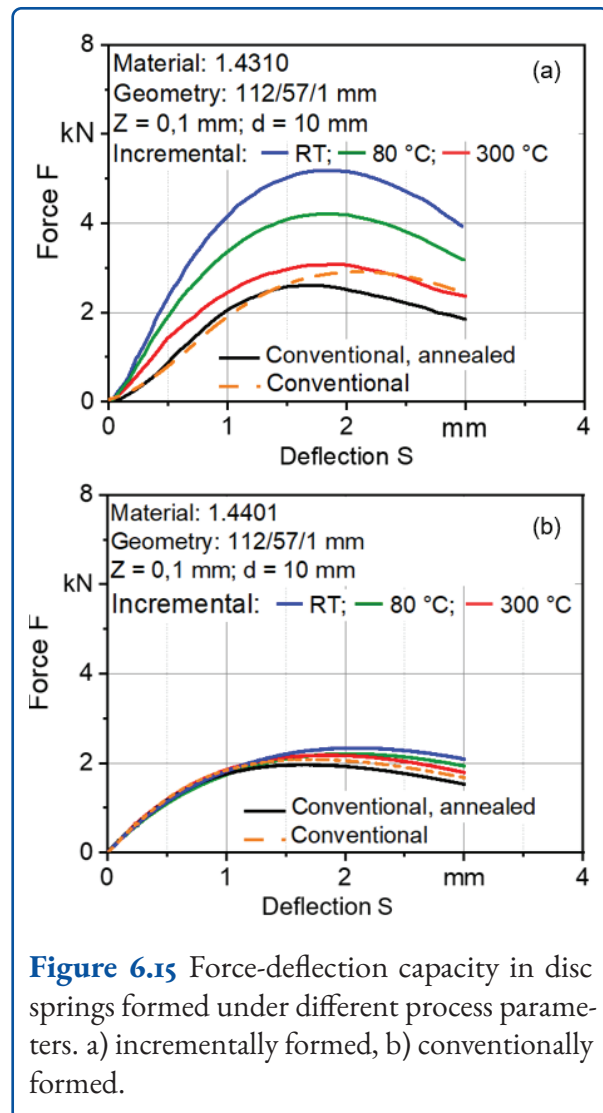 8
Material: 1.4310
(a)
Geometry: 112/57/1 mm
kN
Z = 0,1 mm; d = 10 mm
Incremental: RT; 80 °C; 300 °C
Force F
4
2
Conventional, annealed
Conventional
0
0 1 2 mm 4
Deflection S
8
Material: 1.4401
(b)
Geometry: 112/57/1 mm
Z = 0,1 mm; d = 10 mm
kN
Incremental: RT; 80 °C; 300 °C
Force F
4
2
Conventional, annealed
Conventional
0
0 1 2 mm 4
Deflection S
Figure 6.15 Force-deflection capacity in disc
springs formed under different process parame-
ters. a) incrementally formed, b) conventionally
formed.